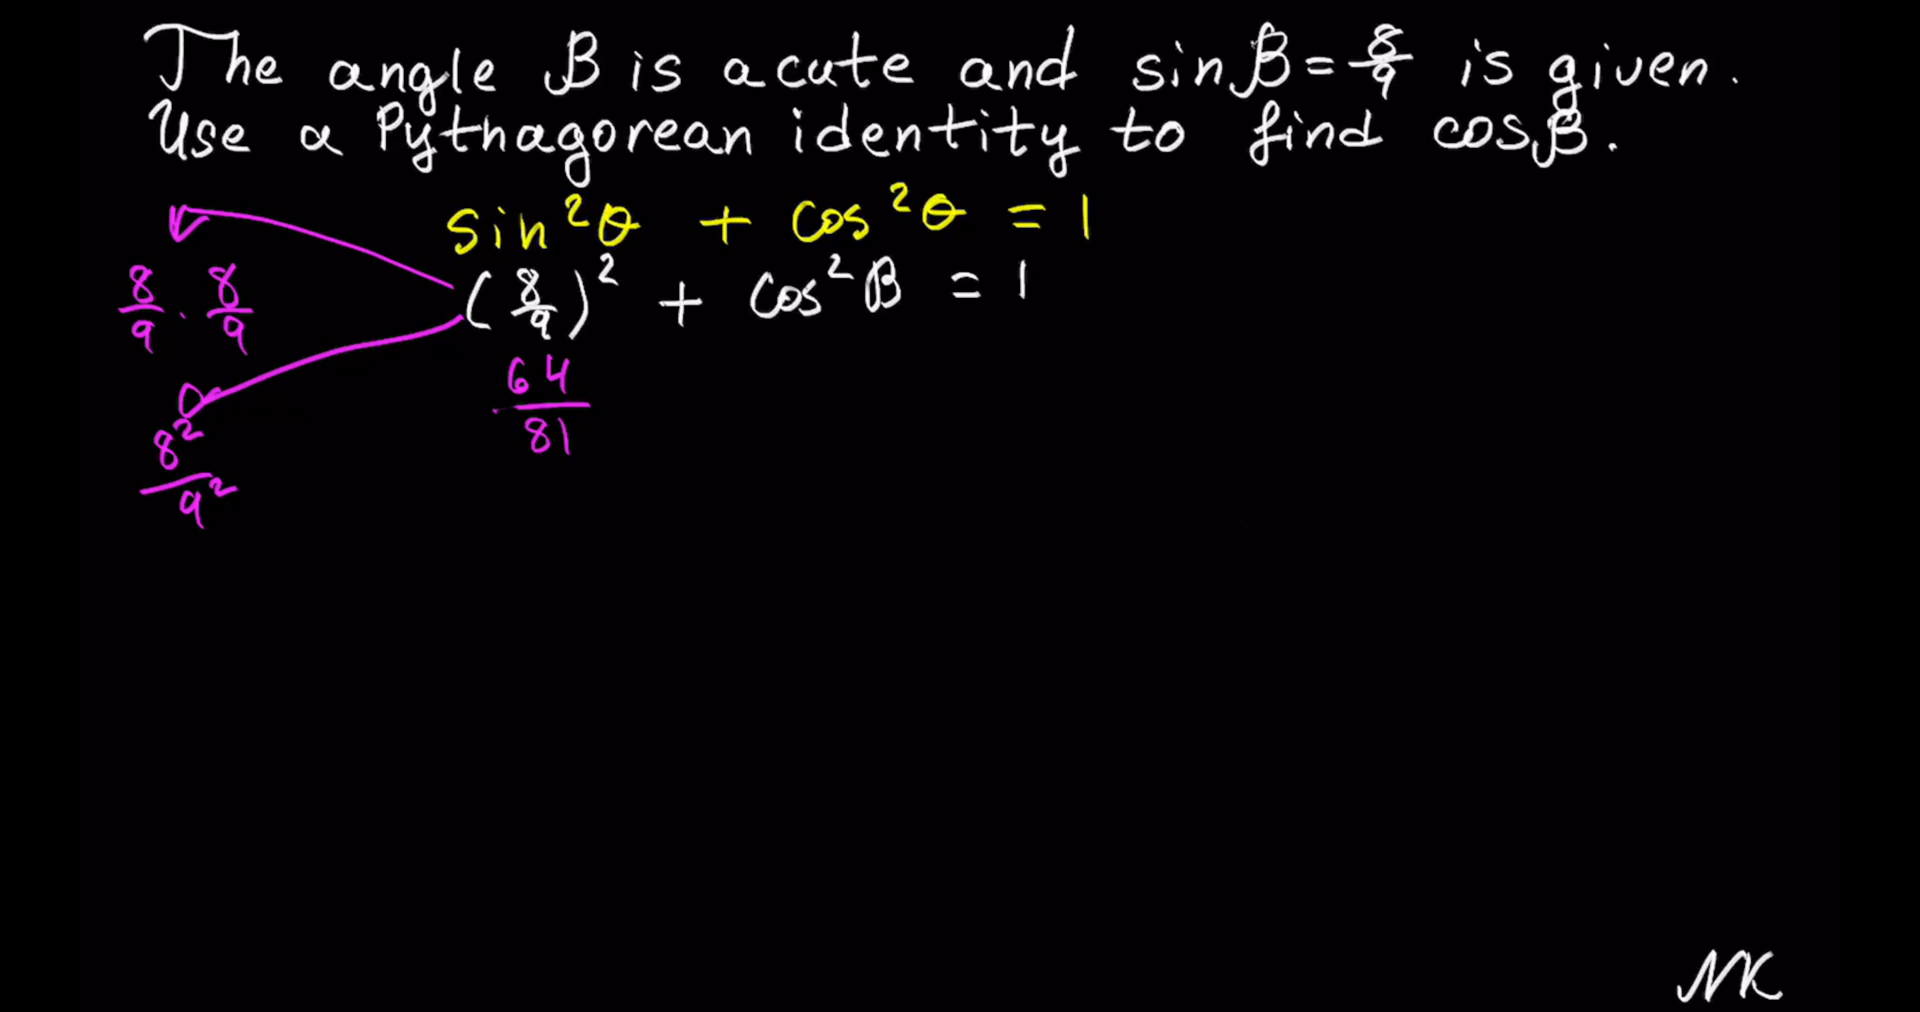 The angle β is acute and sin β = 8/9 is given.
Use a Pythagorean identity to find cos β.
sin²θ + cos²θ = 1
(8/9)² + cos²β = 1
8/9 · 8/9
64/81
8²/9²
NK